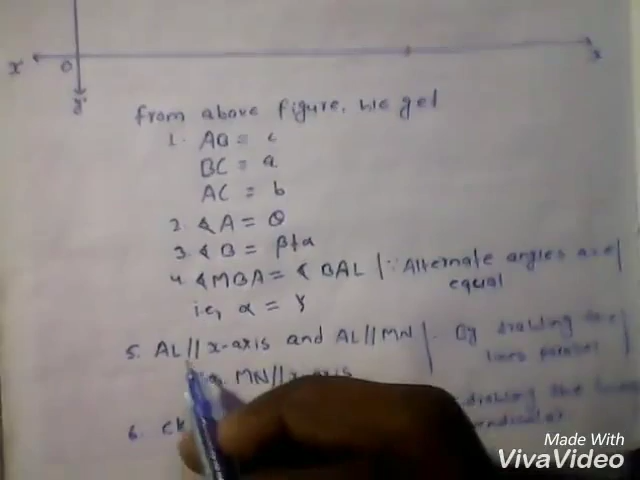 X' O X
Y'
from above figure, we get
1. AB = c
BC = a
AC = b
2. ∢A = θ
3. ∢B = β+α
4. ∢MBA = ∢BAL | ∵ Alternate angles are equal
ie, α = γ
5. AL // x-axis and AL // MN | By drawing lines parallel
MN // x-axis
6. drawing the
Made With
VivaVideo